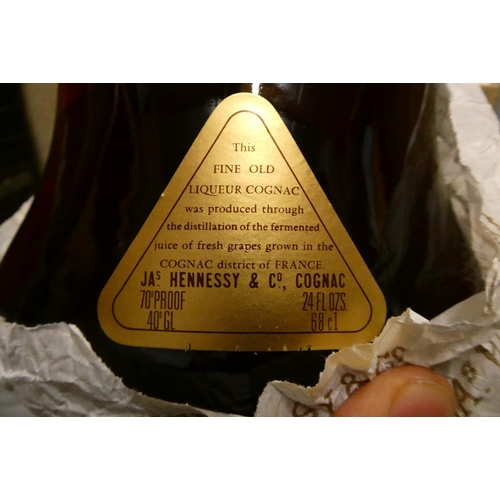 This
FINE OLD
LIQUEUR COGNAC
was produced through
the distillation of the fermented
juice of fresh grapes grown in the
COGNAC district of FRANCE.
JAS HENNESSY & CO, COGNAC
70°PROOF 24 FL OZS.
40°GL 68 cl